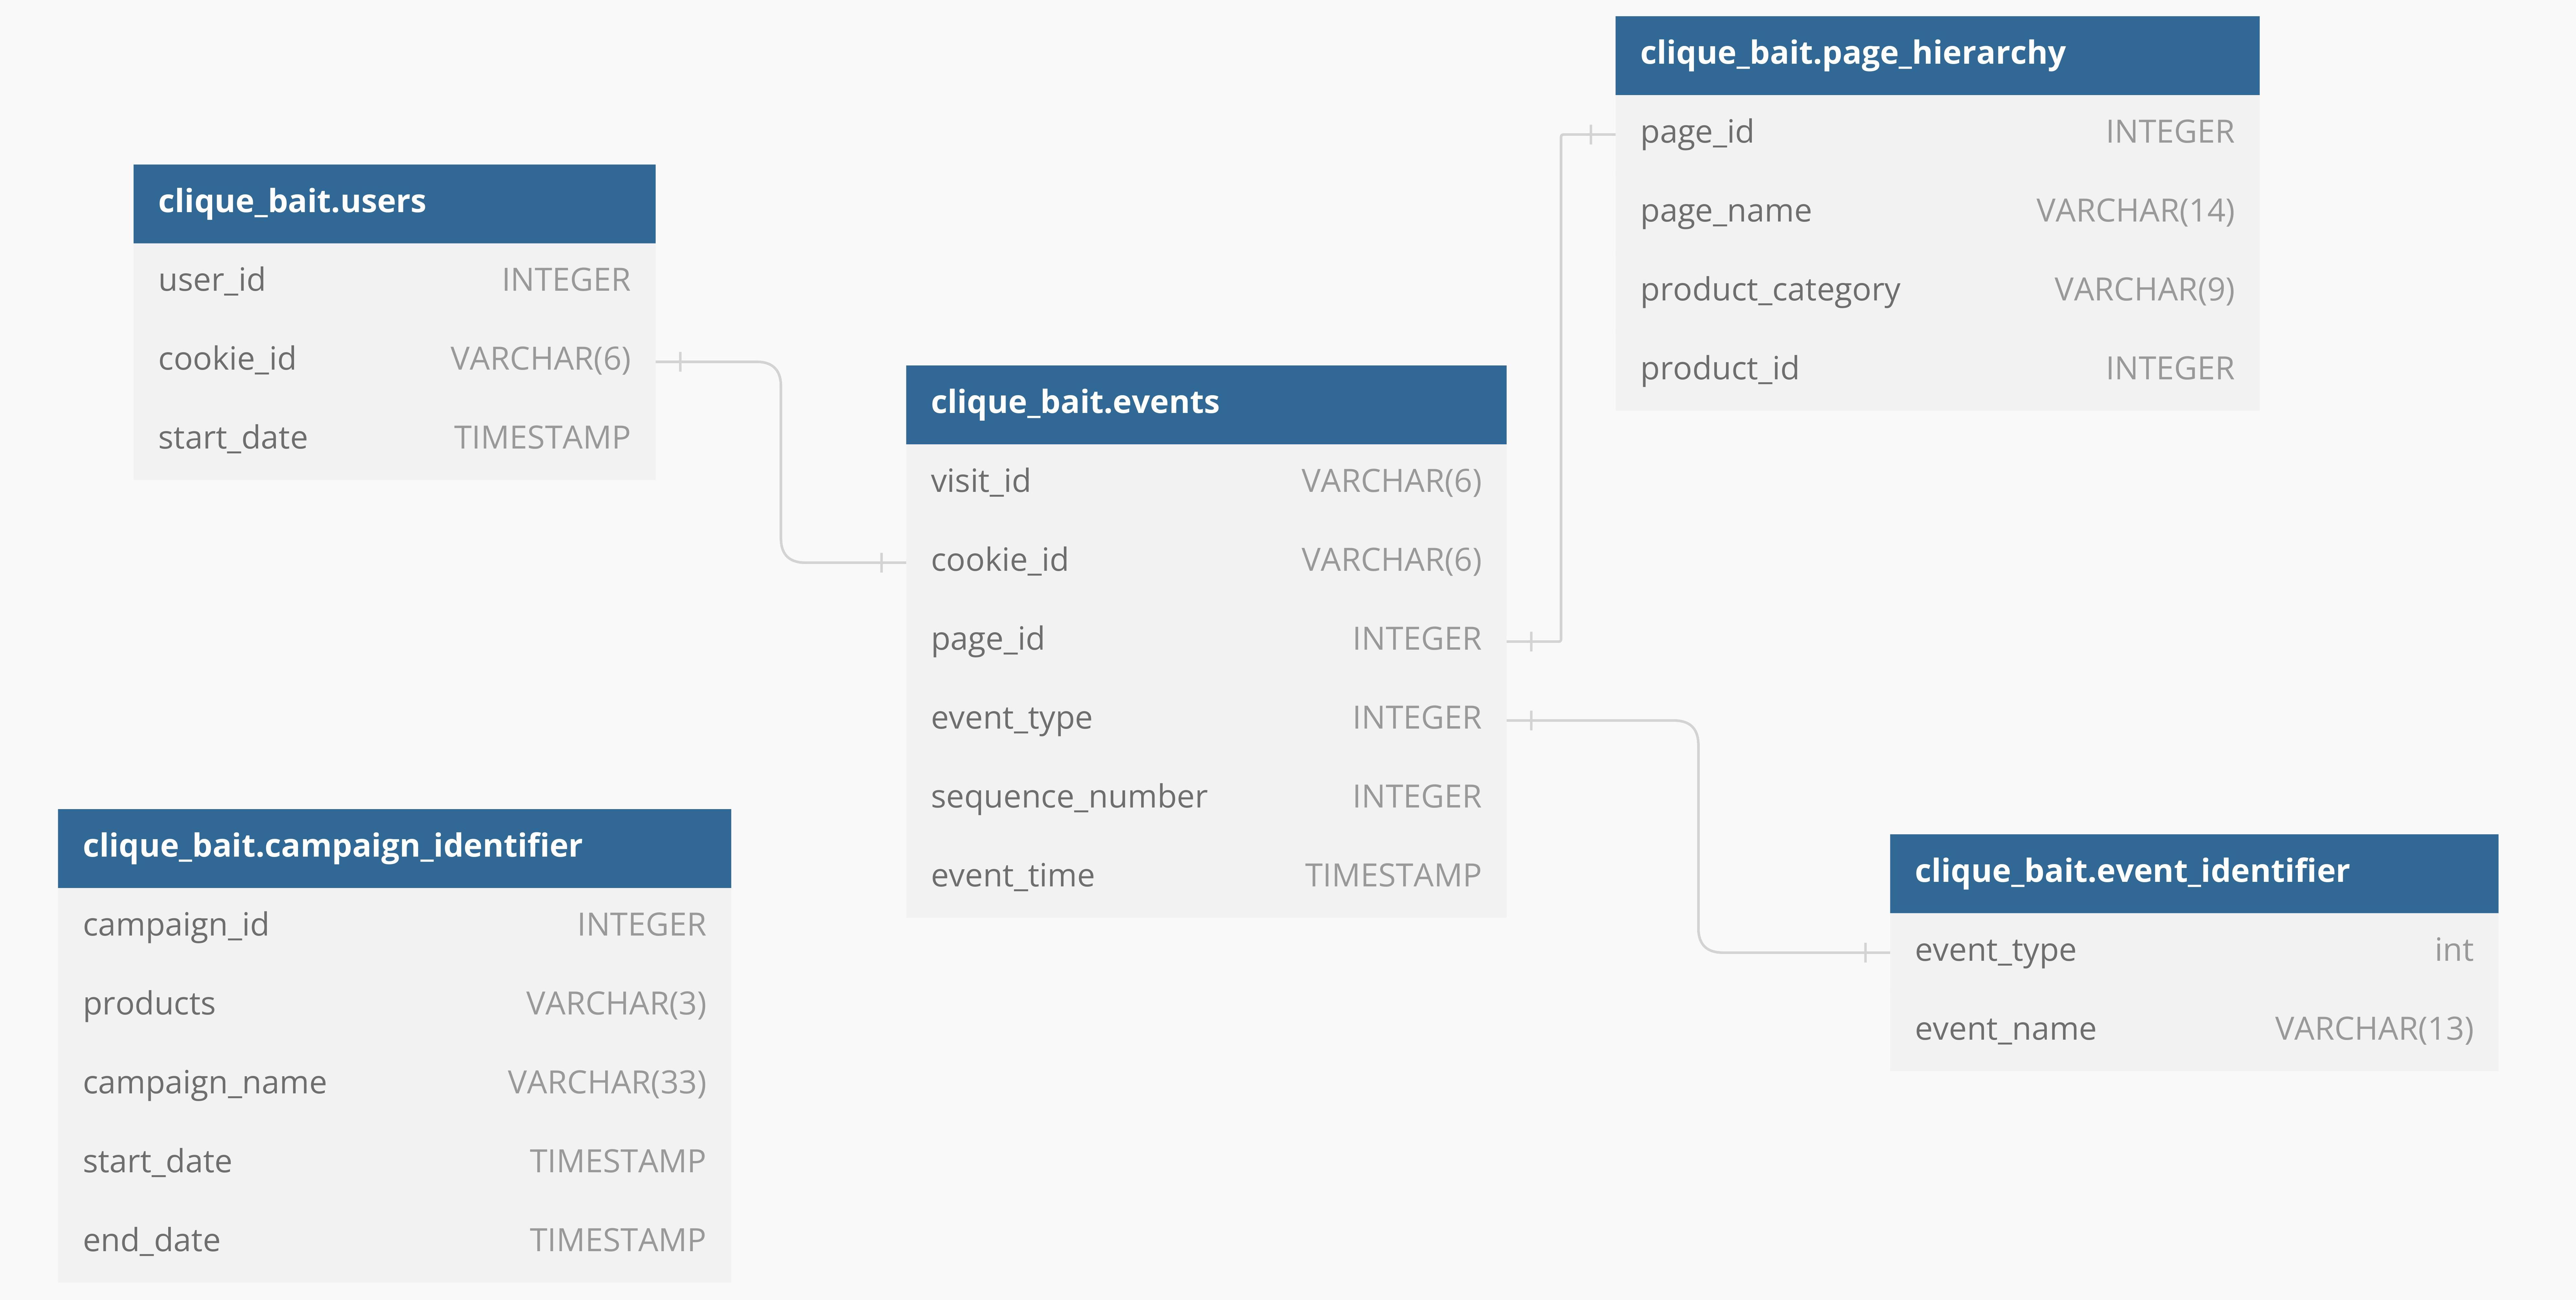 clique_bait.users
user_id INTEGER
cookie_id VARCHAR(6)
start_date TIMESTAMP
clique_bait.campaign_identifier
campaign_id INTEGER
products VARCHAR(3)
campaign_name VARCHAR(33)
start_date TIMESTAMP
end_date TIMESTAMP
clique_bait.events
visit_id VARCHAR(6)
cookie_id VARCHAR(6)
page_id INTEGER
event_type INTEGER
sequence_number INTEGER
event_time TIMESTAMP
clique_bait.page_hierarchy
page_id INTEGER
page_name VARCHAR(14)
product_category VARCHAR(9)
product_id INTEGER
clique_bait.event_identifier
event_type int
event_name VARCHAR(13)